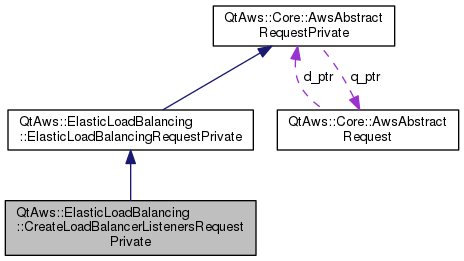 QtAws::Core::AwsAbstract
RequestPrivate
d_ptr
q_ptr
QtAws::ElasticLoadBalancing
::ElasticLoadBalancingRequestPrivate
QtAws::Core::AwsAbstract
Request
QtAws::ElasticLoadBalancing
::CreateLoadBalancerListenersRequest
Private